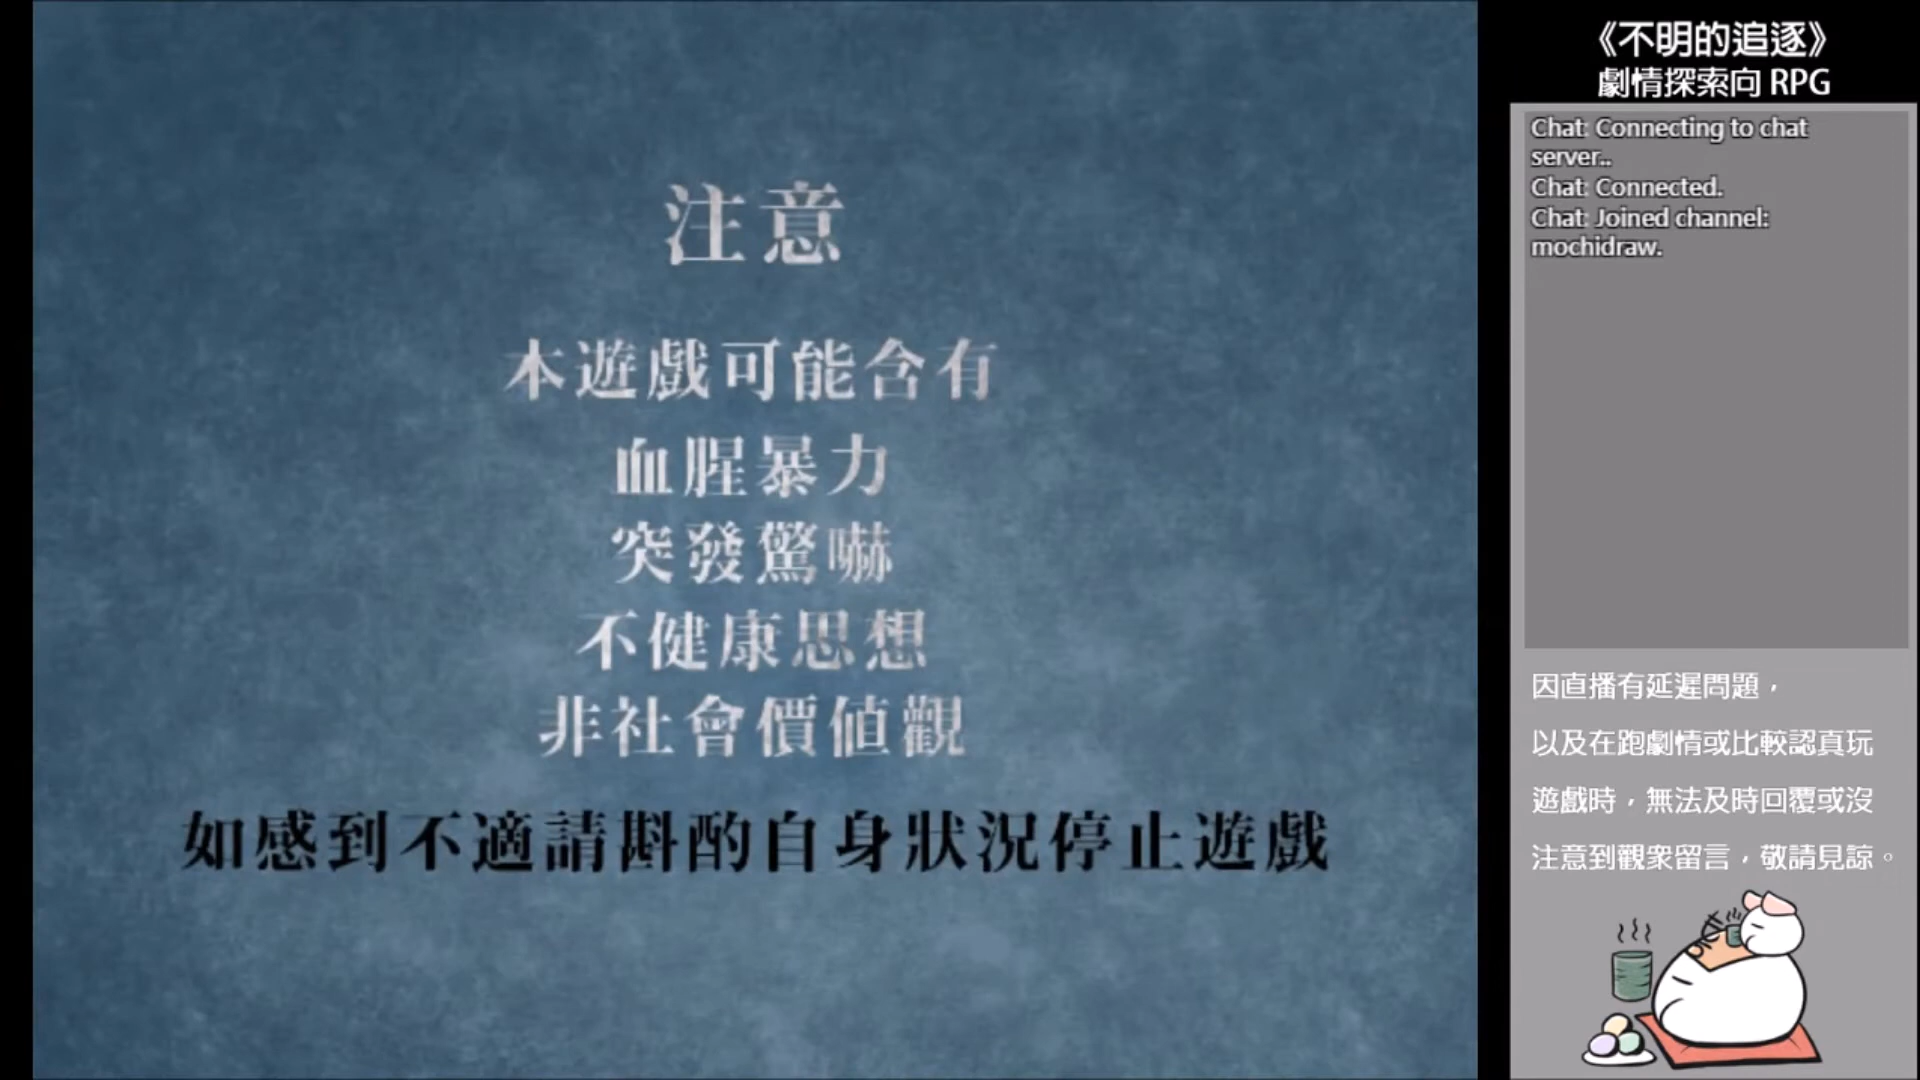 注意
本遊戲可能含有
血腥暴力
突發驚嚇
不健康思想
非社會價值觀
如感到不適請斟酌自身狀況停止遊戲
《不明的追逐》
劇情探索向 RPG
Chat: Connecting to chat
server..
Chat: Connected.
Chat: Joined channel:
mochidraw.
因直播有延遲問題，
以及在跑劇情或比較認真玩
遊戲時，無法及時回覆或沒
注意到觀眾留言，敬請見諒。